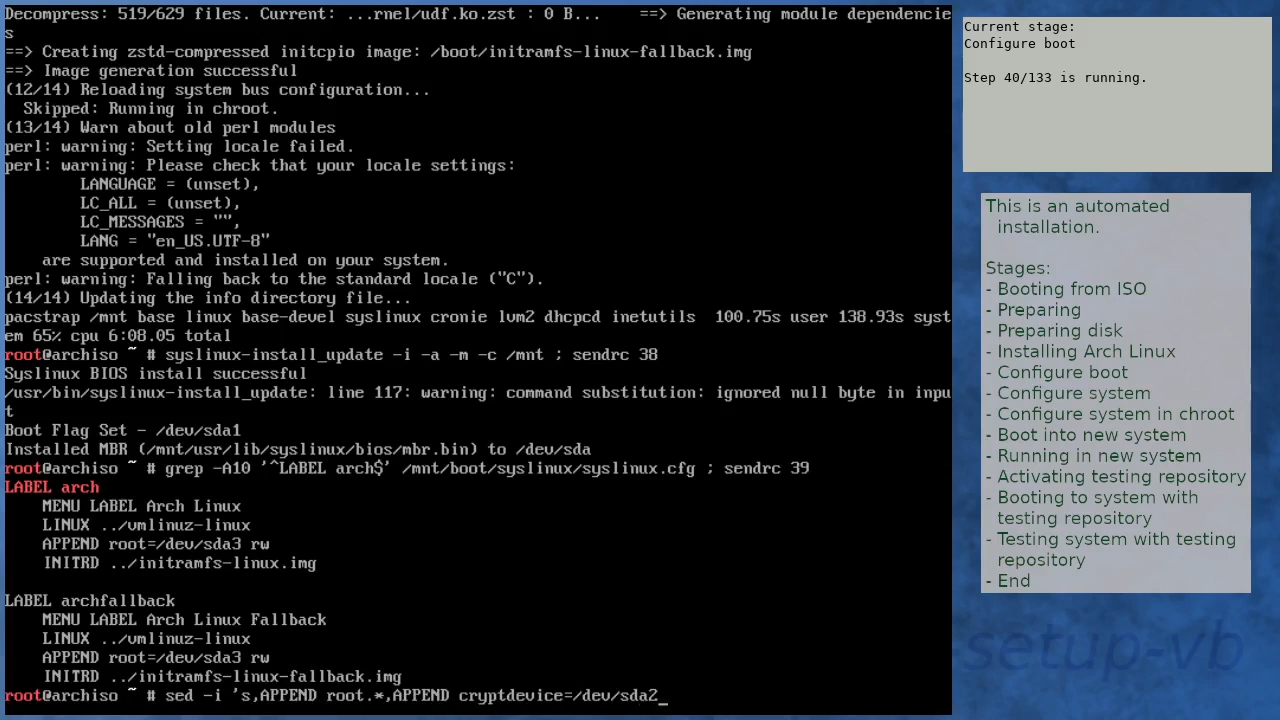 Decompress: 519/629 files. Current: ...rnel/udf.ko.zst : 0 B...    ==> Generating module dependencie
s
==> Creating zstd-compressed initcpio image: /boot/initramfs-linux-fallback.img
==> Image generation successful
(12/14) Reloading system bus configuration...
  Skipped: Running in chroot.
(13/14) Warn about old perl modules
perl: warning: Setting locale failed.
perl: warning: Please check that your locale settings:
        LANGUAGE = (unset),
        LC_ALL = (unset),
        LC_MESSAGES = "",
        LANG = "en_US.UTF-8"
    are supported and installed on your system.
perl: warning: Falling back to the standard locale ("C").
(14/14) Updating the info directory file...
pacstrap /mnt base linux base-devel syslinux cronie lvm2 dhcpcd inetutils  100.75s user 138.93s syst
em 65% cpu 6:08.05 total
root@archiso ~ # syslinux-install_update -i -a -m -c /mnt ; sendrc 38
Syslinux BIOS install successful
/usr/bin/syslinux-install_update: line 117: warning: command substitution: ignored null byte in inpu
t
Boot Flag Set - /dev/sda1
Installed MBR (/mnt/usr/lib/syslinux/bios/mbr.bin) to /dev/sda
root@archiso ~ # grep -A10 '^LABEL arch$' /mnt/boot/syslinux/syslinux.cfg ; sendrc 39
LABEL arch
    MENU LABEL Arch Linux
    LINUX ../vmlinuz-linux
    APPEND root=/dev/sda3 rw
    INITRD ../initramfs-linux.img

LABEL archfallback
    MENU LABEL Arch Linux Fallback
    LINUX ../vmlinuz-linux
    APPEND root=/dev/sda3 rw
    INITRD ../initramfs-linux-fallback.img
root@archiso ~ # sed -i 's,APPEND root.*,APPEND cryptdevice=/dev/sda2_
Current stage:
Configure boot

Step 40/133 is running.

This is an automated
installation.

Stages:
- Booting from ISO
- Preparing
- Preparing disk
- Installing Arch Linux
- Configure boot
- Configure system
- Configure system in chroot
- Boot into new system
- Running in new system
- Activating testing repository
- Booting to system with
testing repository
- Testing system with testing
repository
- End
setup-vb